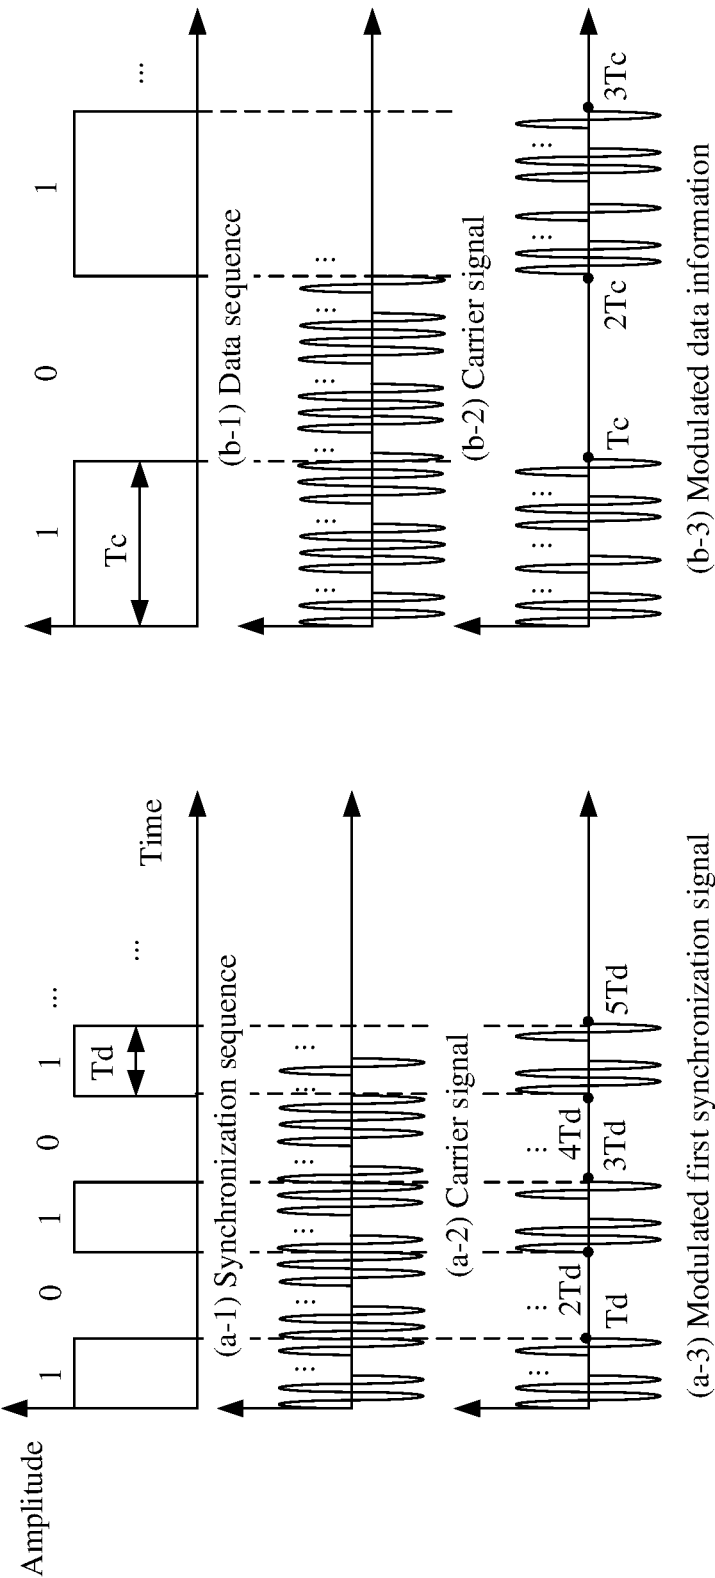 Amplitude
1 0 1 0 1 ...
Td
...
Time
(a-1) Synchronization sequence
... ... ... ... ... ...
(a-2) Carrier signal
... ... ...
Td 2Td 3Td 4Td 5Td
(a-3) Modulated first synchronization signal
1 0 1
Tc
...
(b-1) Data sequence
... ... ... ... ... ...
(b-2) Carrier signal
... ... ... ... ...
Tc 2Tc 3Tc
(b-3) Modulated data information